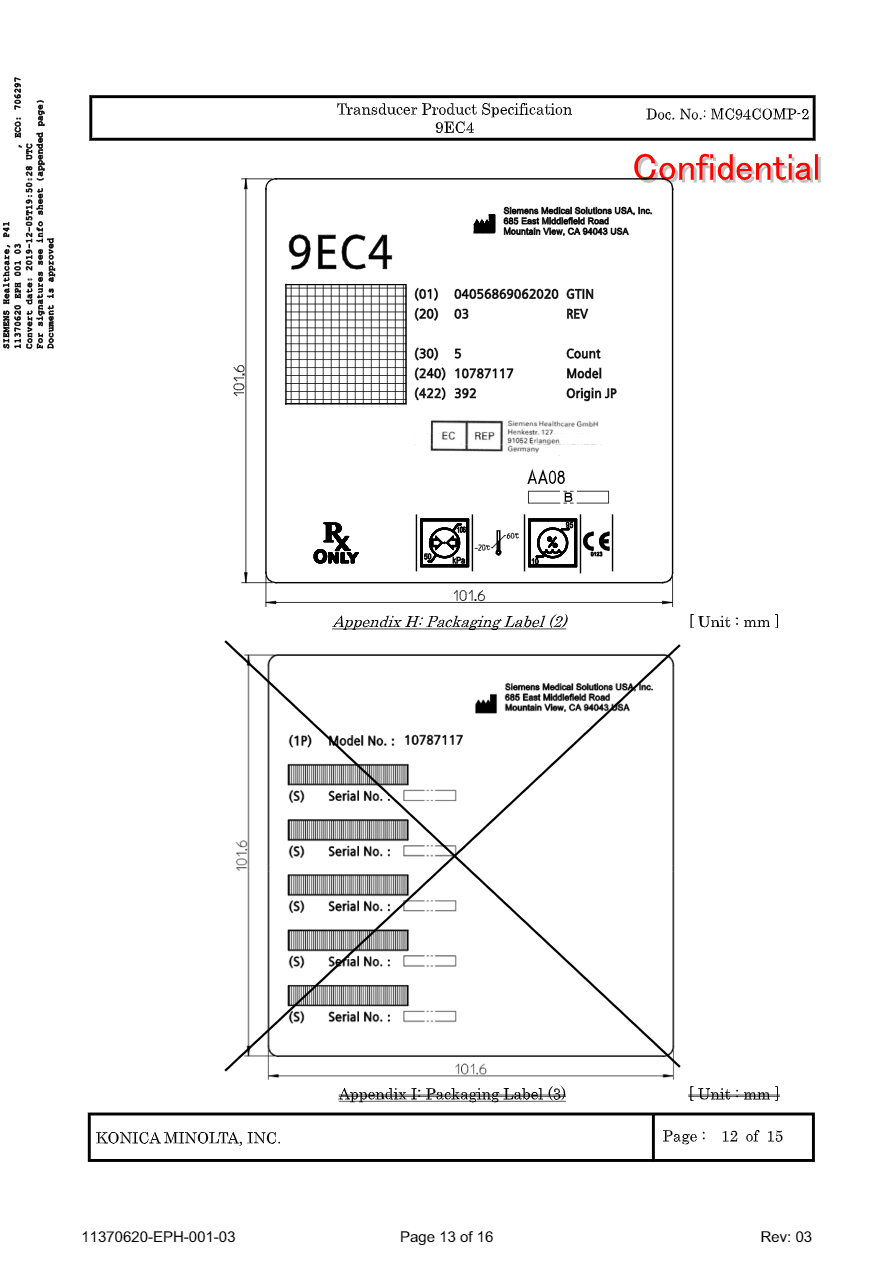 SIEMENS Healthcare, P41
11370620 EPH 001 03 , ECO: 706297
Convert date: 2019-12-05T19:50:28 UTC
For signatures see info sheet (appended page)
Document is approved
Transducer Product Specification
9EC4
Doc. No.: MC94COMP-2
Confidential
Siemens Medical Solutions USA, Inc.
685 East Middlefield Road
Mountain View, CA 94043 USA
9EC4
(01) 04056869062020 GTIN
(20) 03 REV
(30) 5 Count
(240) 10787117 Model
(422) 392 Origin JP
101.6
EC REP
Siemens Healthcare GmbH
Henkestr. 127
91052 Erlangen
Germany
AA08
B
Rx
ONLY
106
50 kPa
-20℃ 60℃
95
%
10
CE
0123
101.6
Appendix H: Packaging Label (2) [ Unit : mm ]
Siemens Medical Solutions USA, Inc.
685 East Middlefield Road
Mountain View, CA 94043 USA
(1P) Model No. : 10787117
(S) Serial No. :
(S) Serial No. :
(S) Serial No. :
(S) Serial No. :
(S) Serial No. :
101.6
101.6
Appendix I: Packaging Label (3) [ Unit : mm ]
KONICA MINOLTA, INC.
Page : 12 of 15
11370620-EPH-001-03 Page 13 of 16 Rev: 03